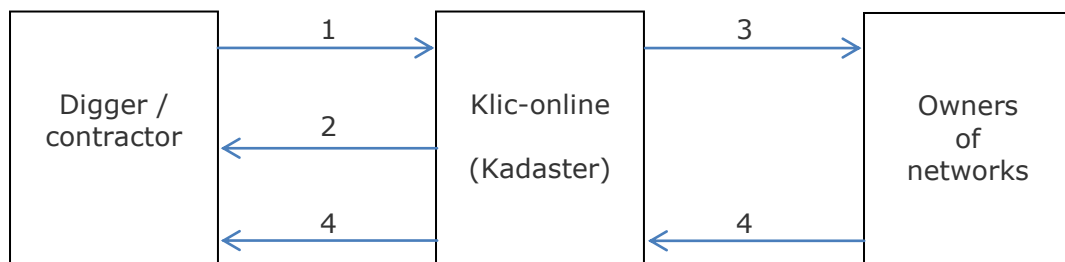 1
3
Digger /
contractor
Klic-online
(Kadaster)
Owners
of
networks
2
4
4